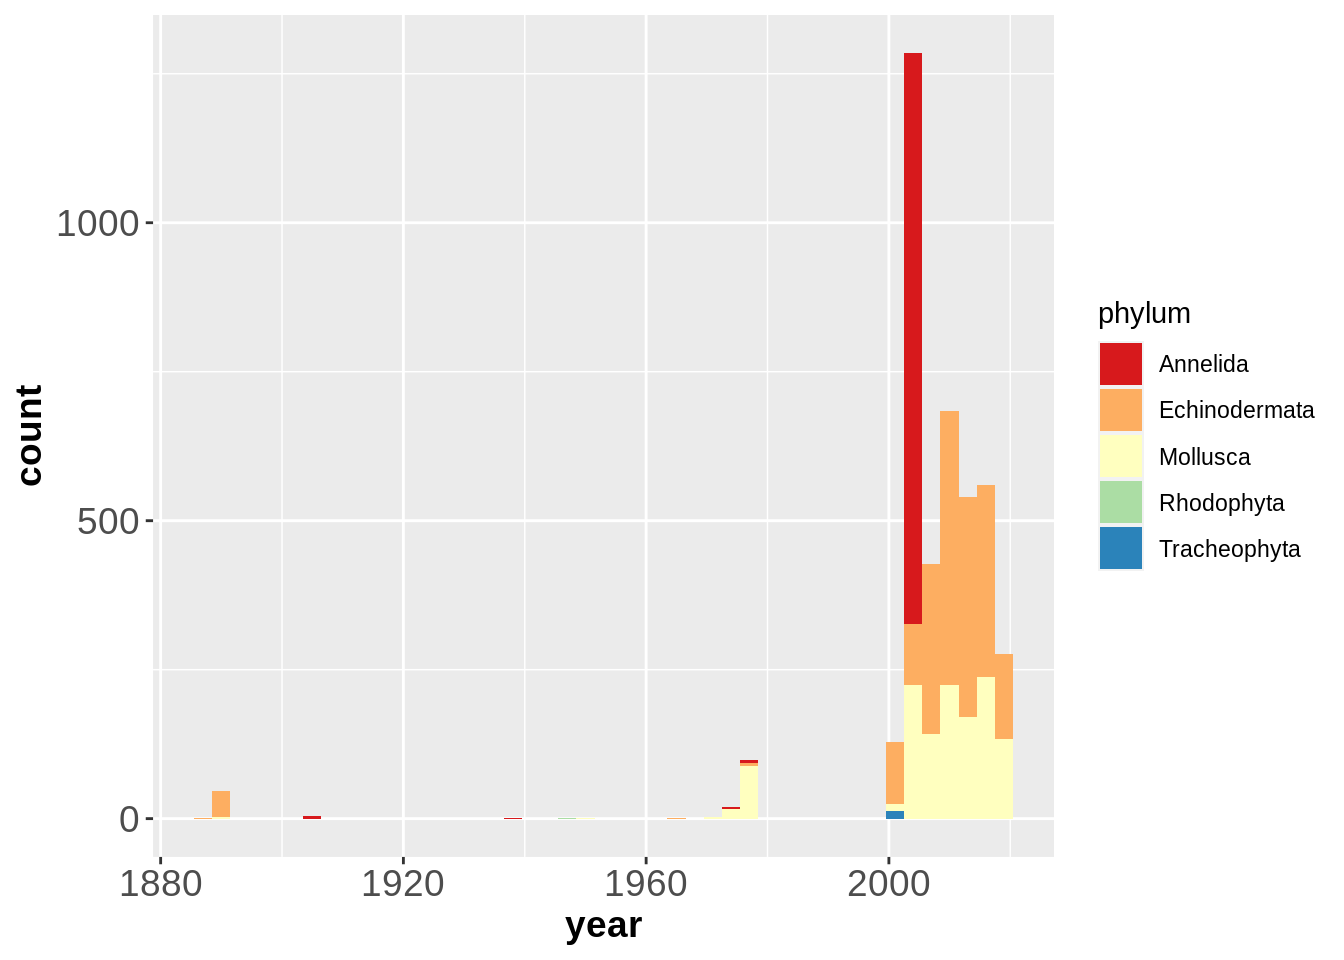 1000
500
0
count
1880 1920 1960 2000
year
phylum
Annelida
Echinodermata
Mollusca
Rhodophyta
Tracheophyta